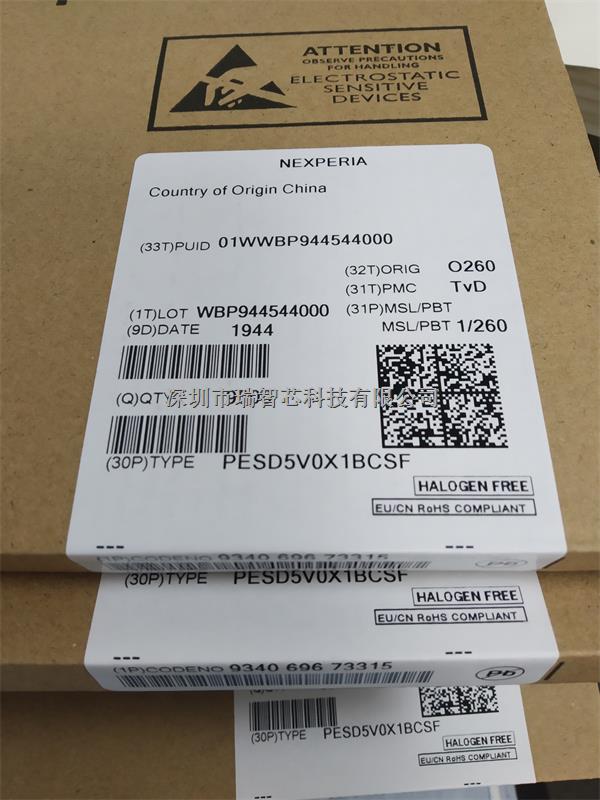 ATTENTION
OBSERVE PRECAUTIONS
FOR HANDLING
ELECTROSTATIC
SENSITIVE
DEVICES
NEXPERIA
Country of Origin China
(33T)PUID 01WWBP944544000
(32T)ORIG O260
(31T)PMC TvD
(1T)LOT WBP944544000
(31P)MSL/PBT
(9D)DATE 1944
MSL/PBT 1/260
(Q)QTY
深圳市瑞智芯科技有限公司
(30P)TYPE PESD5V0X1BCSF
HALOGEN FREE
EU/CN RoHS COMPLIANT
(1P)CODENO 9340 696 73315
Pb
(30P)TYPE PESD5V0X1BCSF
HALOGEN FREE
EU/CN RoHS COMPLIANT
(1P)CODENO 9340 696 73315
Pb
(30P)TYPE PESD5V0X1BCSF
HALOGEN FREE
EU/CN RoHS COMPLIANT